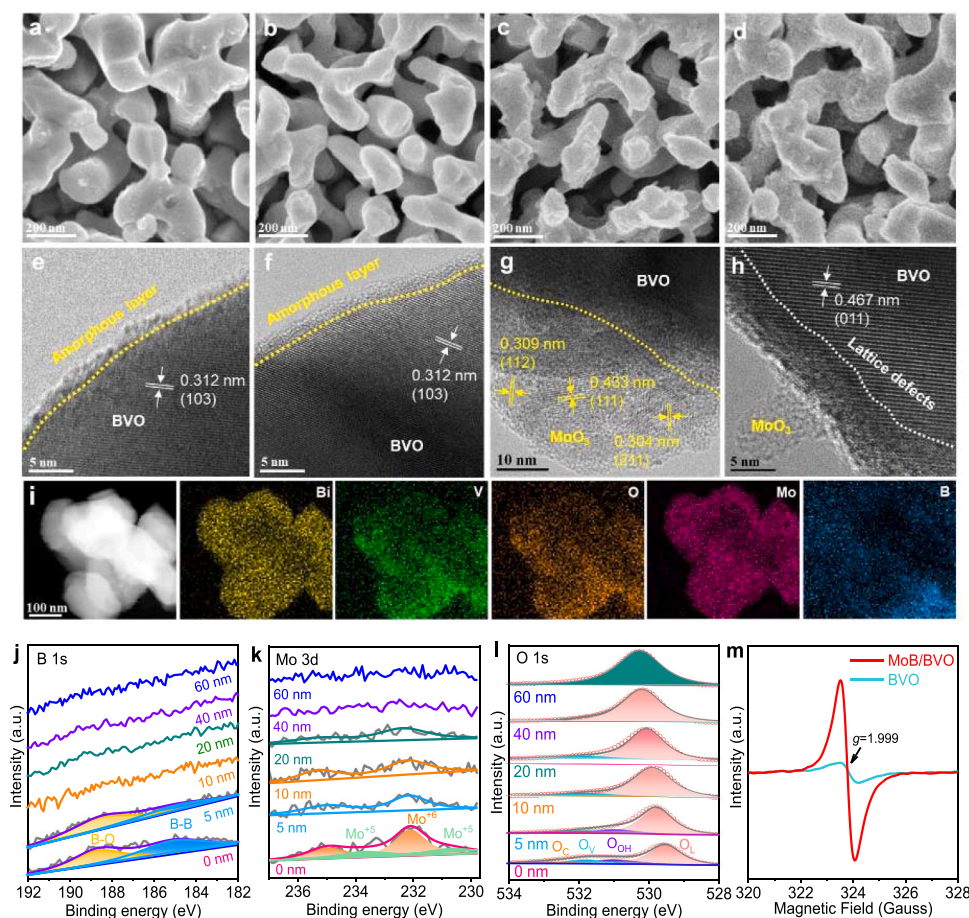 a b c d
200 nm 200 nm 200 nm 200 nm
e f g h
Amorphous layer
0.312 nm
(103)
BVO
5 nm
Amorphous layer
0.312 nm
(103)
BVO
5 nm
BVO
0.309 nm
(112)
0.433 nm
(111)
MoO3
0.304 nm
(211)
10 nm
BVO
0.467 nm
(011)
Lattice defects
MoO3
5 nm
i Bi V O Mo B
100 nm
j
B 1s
60 nm
40 nm
20 nm
10 nm
5 nm
B-O
B-B
0 nm
Intensity (a.u.)
192 190 188 186 184 182
Binding energy (eV)
k
Mo 3d
60 nm
40 nm
20 nm
10 nm
5 nm
Mo+5 Mo+6 Mo+5
0 nm
Intensity (a.u.)
236 234 232 230
Binding energy (eV)
l
O 1s
60 nm
40 nm
20 nm
10 nm
5 nm
OC OV OOH OL
0 nm
Intensity (a.u.)
534 532 530 528
Binding energy (eV)
m
MoB/BVO
BVO
g=1.999
Intensity (a.u.)
320 322 324 326 328
Magnetic Field (Gauss)